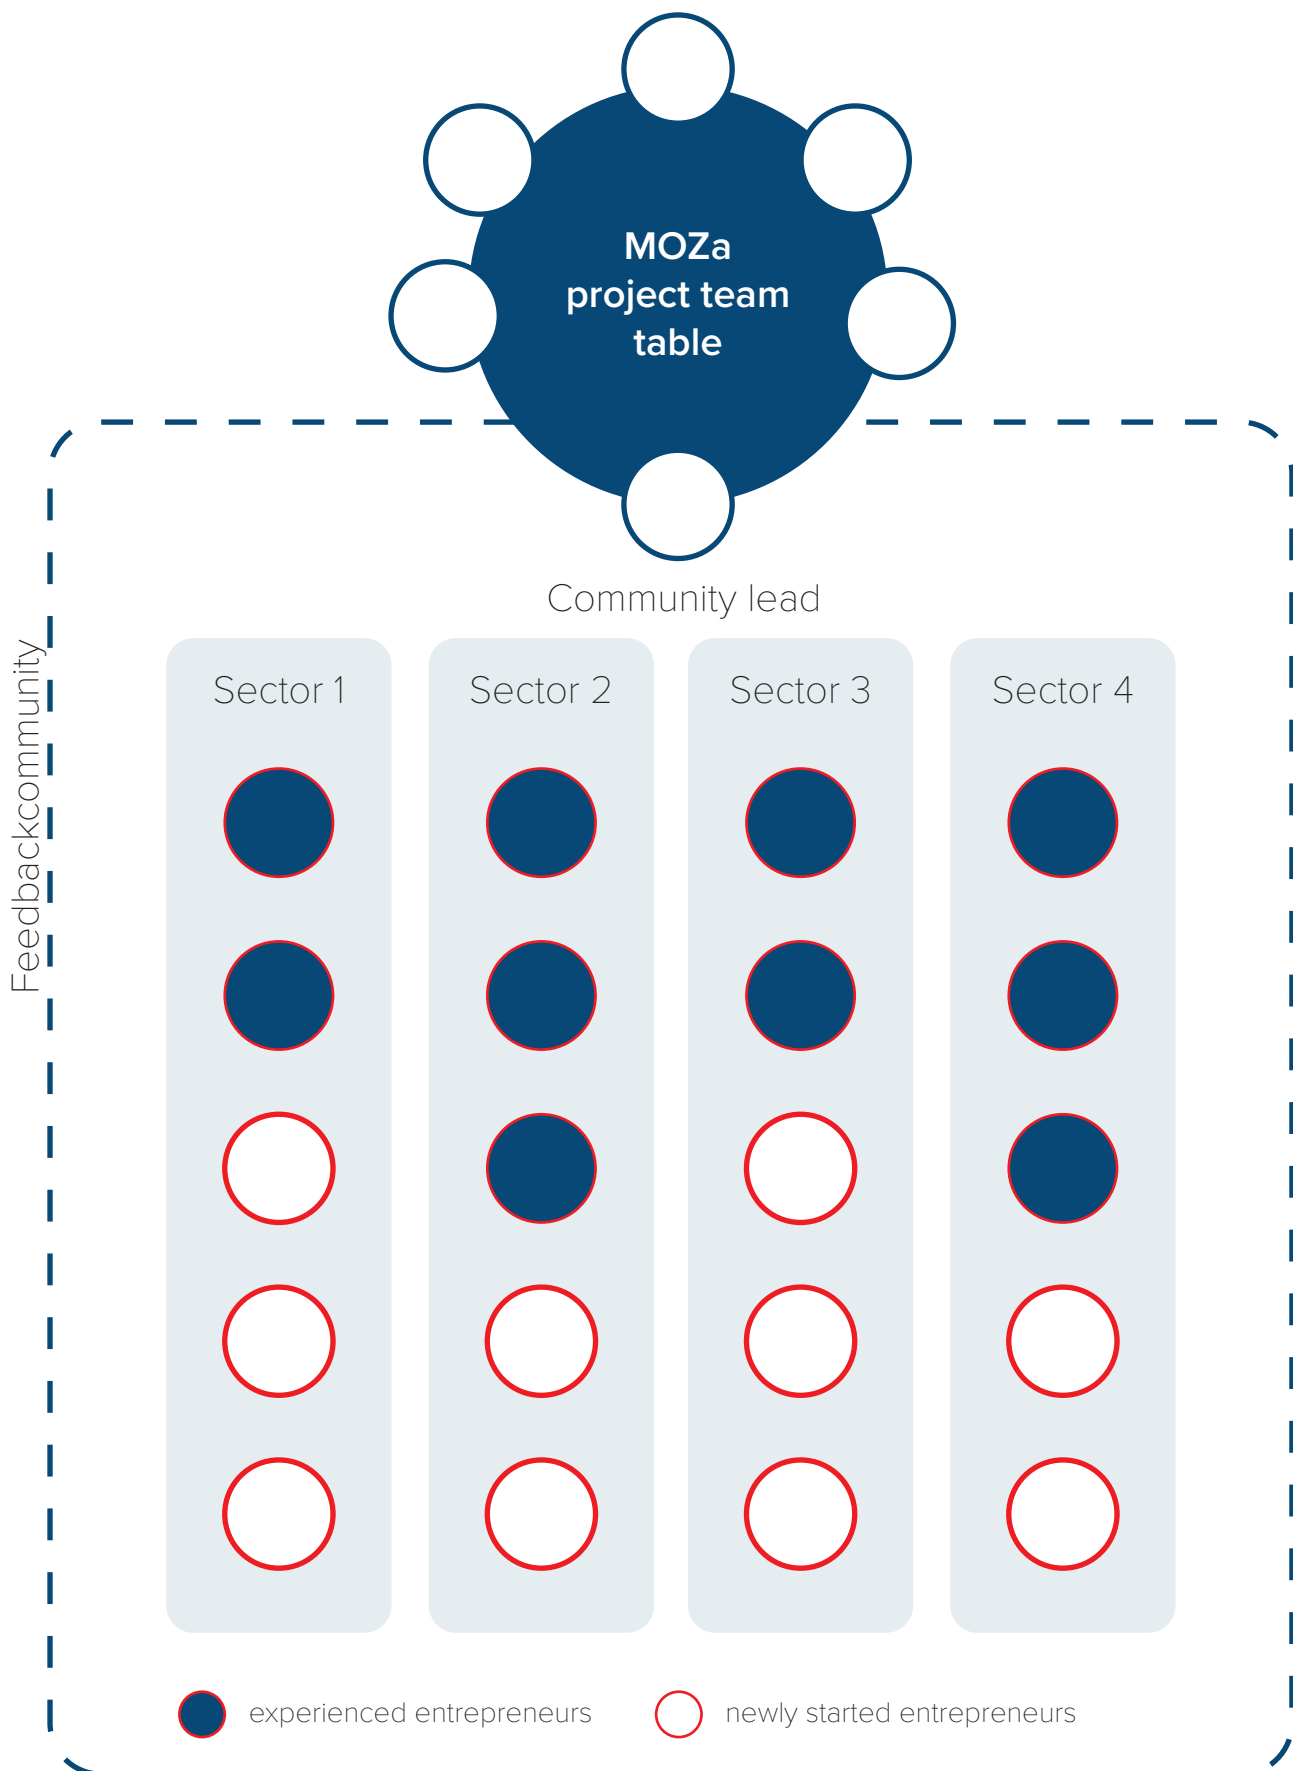 MOZa
project team
table
Community lead
Feedbackcommunity
Sector 1
Sector 2
Sector 3
Sector 4
experienced entrepreneurs
newly started entrepreneurs